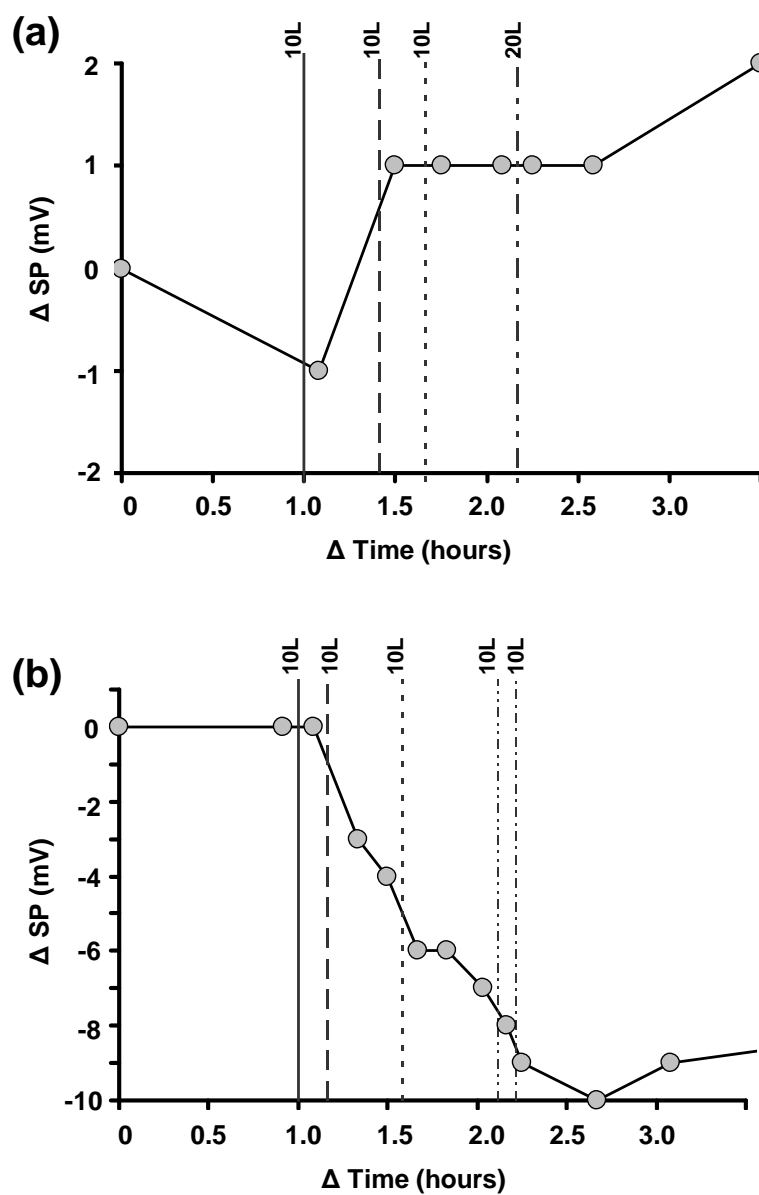 (a)
10L 10L 10L 20L
2
1
0
-1
-2
Δ SP (mV)
0 0.5 1.0 1.5 2.0 2.5 3.0
Δ Time (hours)
(b)
10L 10L 10L 10L 10L
0
-2
-4
-6
-8
-10
Δ SP (mV)
0 0.5 1.0 1.5 2.0 2.5 3.0
Δ Time (hours)